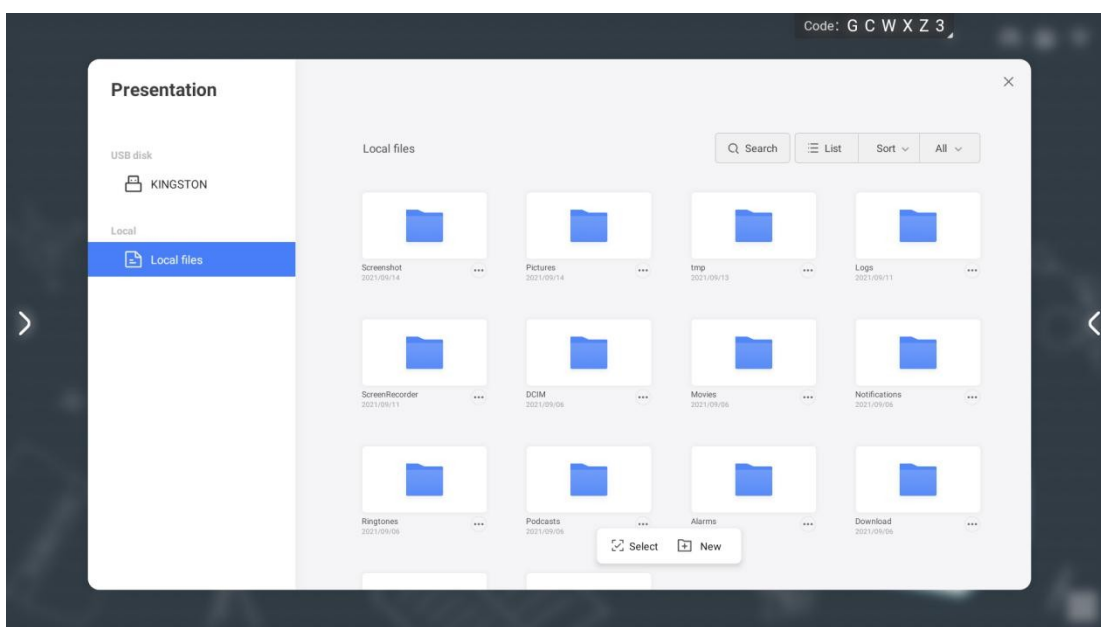 Code: G C W X Z 3
Presentation
USB disk
KINGSTON
Local
Local files
Local files
Search
List
Sort
All
Screenshot
2021/09/14
Pictures
2021/09/14
tmp
2021/09/13
Logs
2021/09/11
ScreenRecorder
2021/09/11
DCIM
2021/09/06
Movies
2021/09/06
Notifications
2021/09/06
Ringtones
2021/09/06
Podcasts
2021/09/06
Alarms
Download
2021/09/06
Select
New